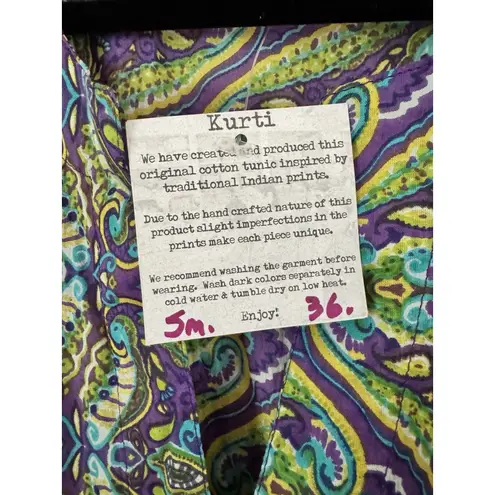 Kurti
We have created and produced this
original cotton tunic inspired by
traditional Indian prints.
Due to the hand crafted nature of this
product slight imperfections in the
prints make each piece unique.
We recommend washing the garment before
wearing. Wash dark colors separately in
cold water & tumble dry on low heat.
Sm. Enjoy! 36.